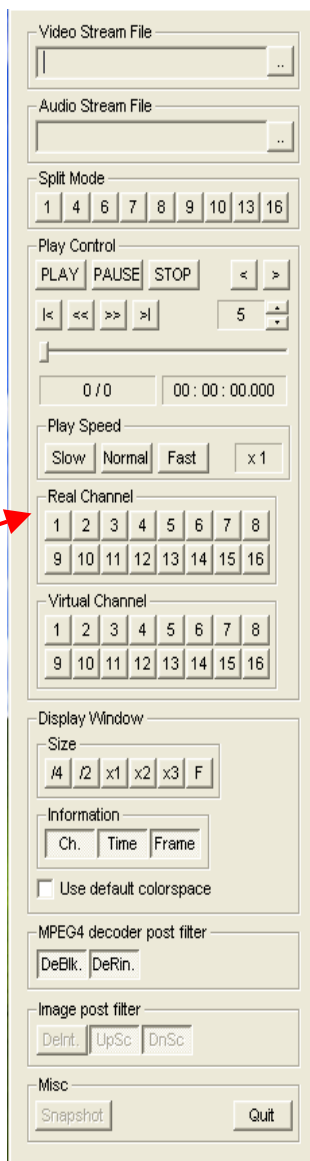 Video Stream File
..
Audio Stream File
..
Split Mode
1 4 6 7 8 9 10 13 16
Play Control
PLAY PAUSE STOP < >
|< << >> >| 5
0 / 0 00 : 00 : 00.000
Play Speed
Slow Normal Fast x 1
Real Channel
1 2 3 4 5 6 7 8
9 10 11 12 13 14 15 16
Virtual Channel
1 2 3 4 5 6 7 8
9 10 11 12 13 14 15 16
Display Window
Size
/4 /2 x1 x2 x3 F
Information
Ch. Time Frame
Use default colorspace
MPEG4 decoder post filter
DeBlk. DeRin.
Image post filter
DeInt. UpSc DnSc
Misc
Snapshot Quit